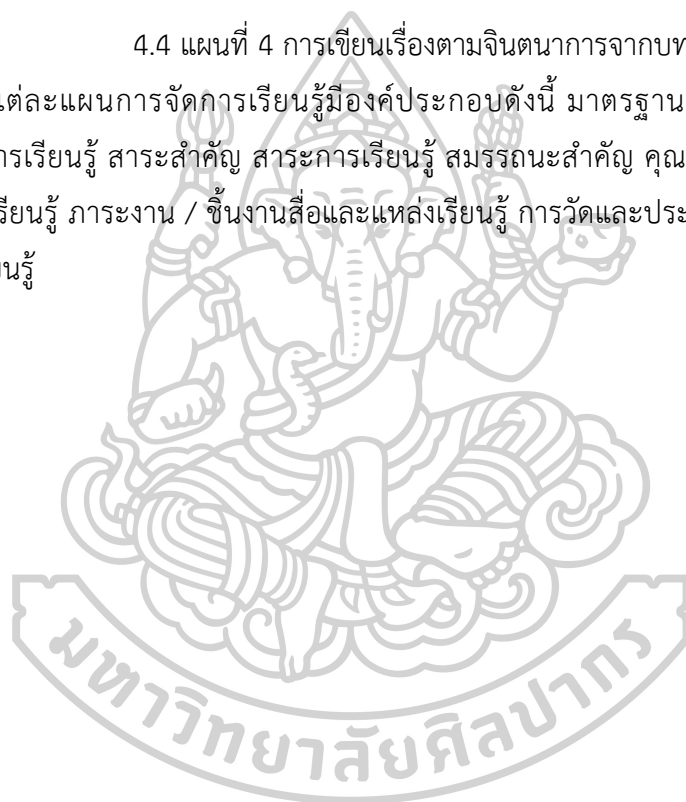 4.4 แผนที่ 4 การเขียนเรื่องตามจินตนาการจากบท
ต่ละแผนการจัดการเรียนรู้มีองค์ประกอบดังนี้ มาตรฐาน
ารเรียนรู้ สาระสำคัญ สาระการเรียนรู้ สมรรถนะสำคัญ คุณ
รียนรู้ ภาระงาน / ชิ้นงานสื่อและแหล่งเรียนรู้ การวัดและประ
นรู้
มหาวิทยาลัยศิลปากร